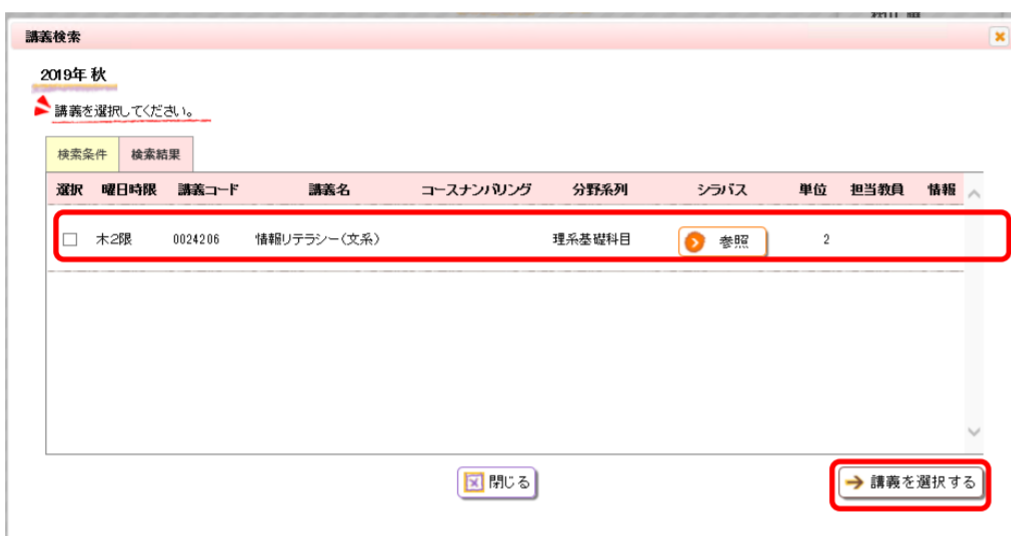 講義検索
2019年 秋
講義を選択してください。
検索条件 検索結果
選択 曜日時限 講義コード 講義名 コースナンバリング 分野系列 シラバス 単位 担当教員 情報
木2限 0024206 情報リテラシー(文系) 理系基礎科目 参照 2
閉じる 講義を選択する